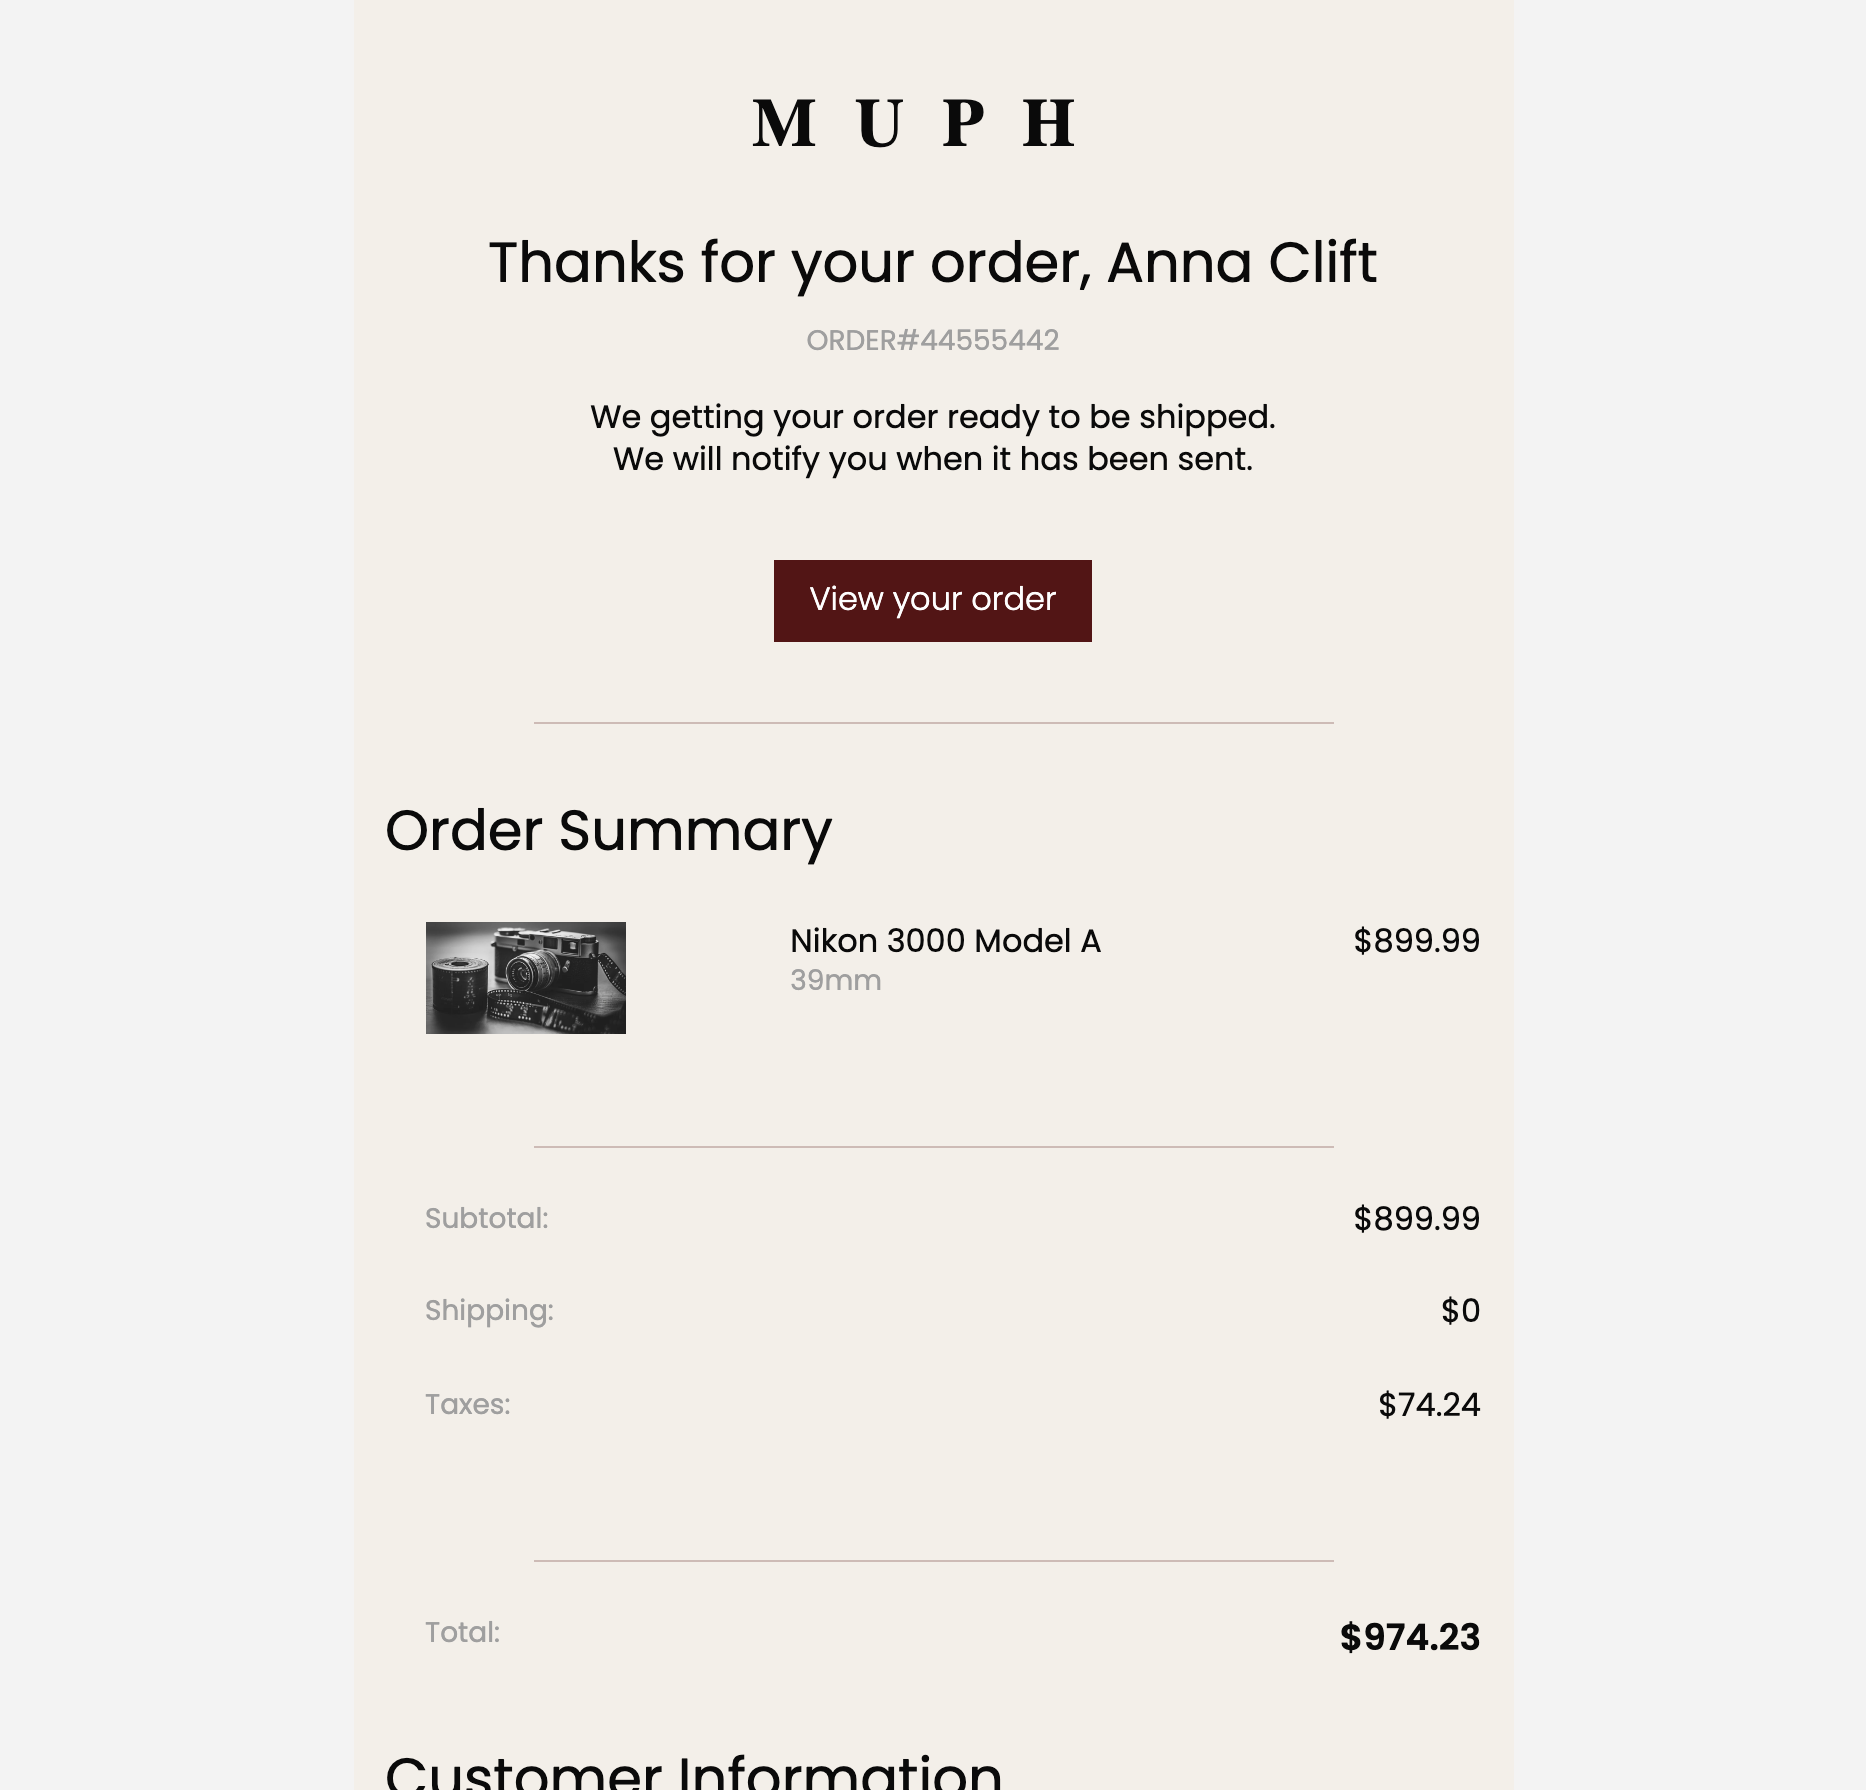 M U P H
Thanks for your order, Anna Clift
ORDER#44555442
We getting your order ready to be shipped.
We will notify you when it has been sent.
View your order
Order Summary
Nikon 3000 Model A
$899.99
39mm
Subtotal:
$899.99
Shipping:
$0
Taxes:
$74.24
Total:
$974.23
Customer Information